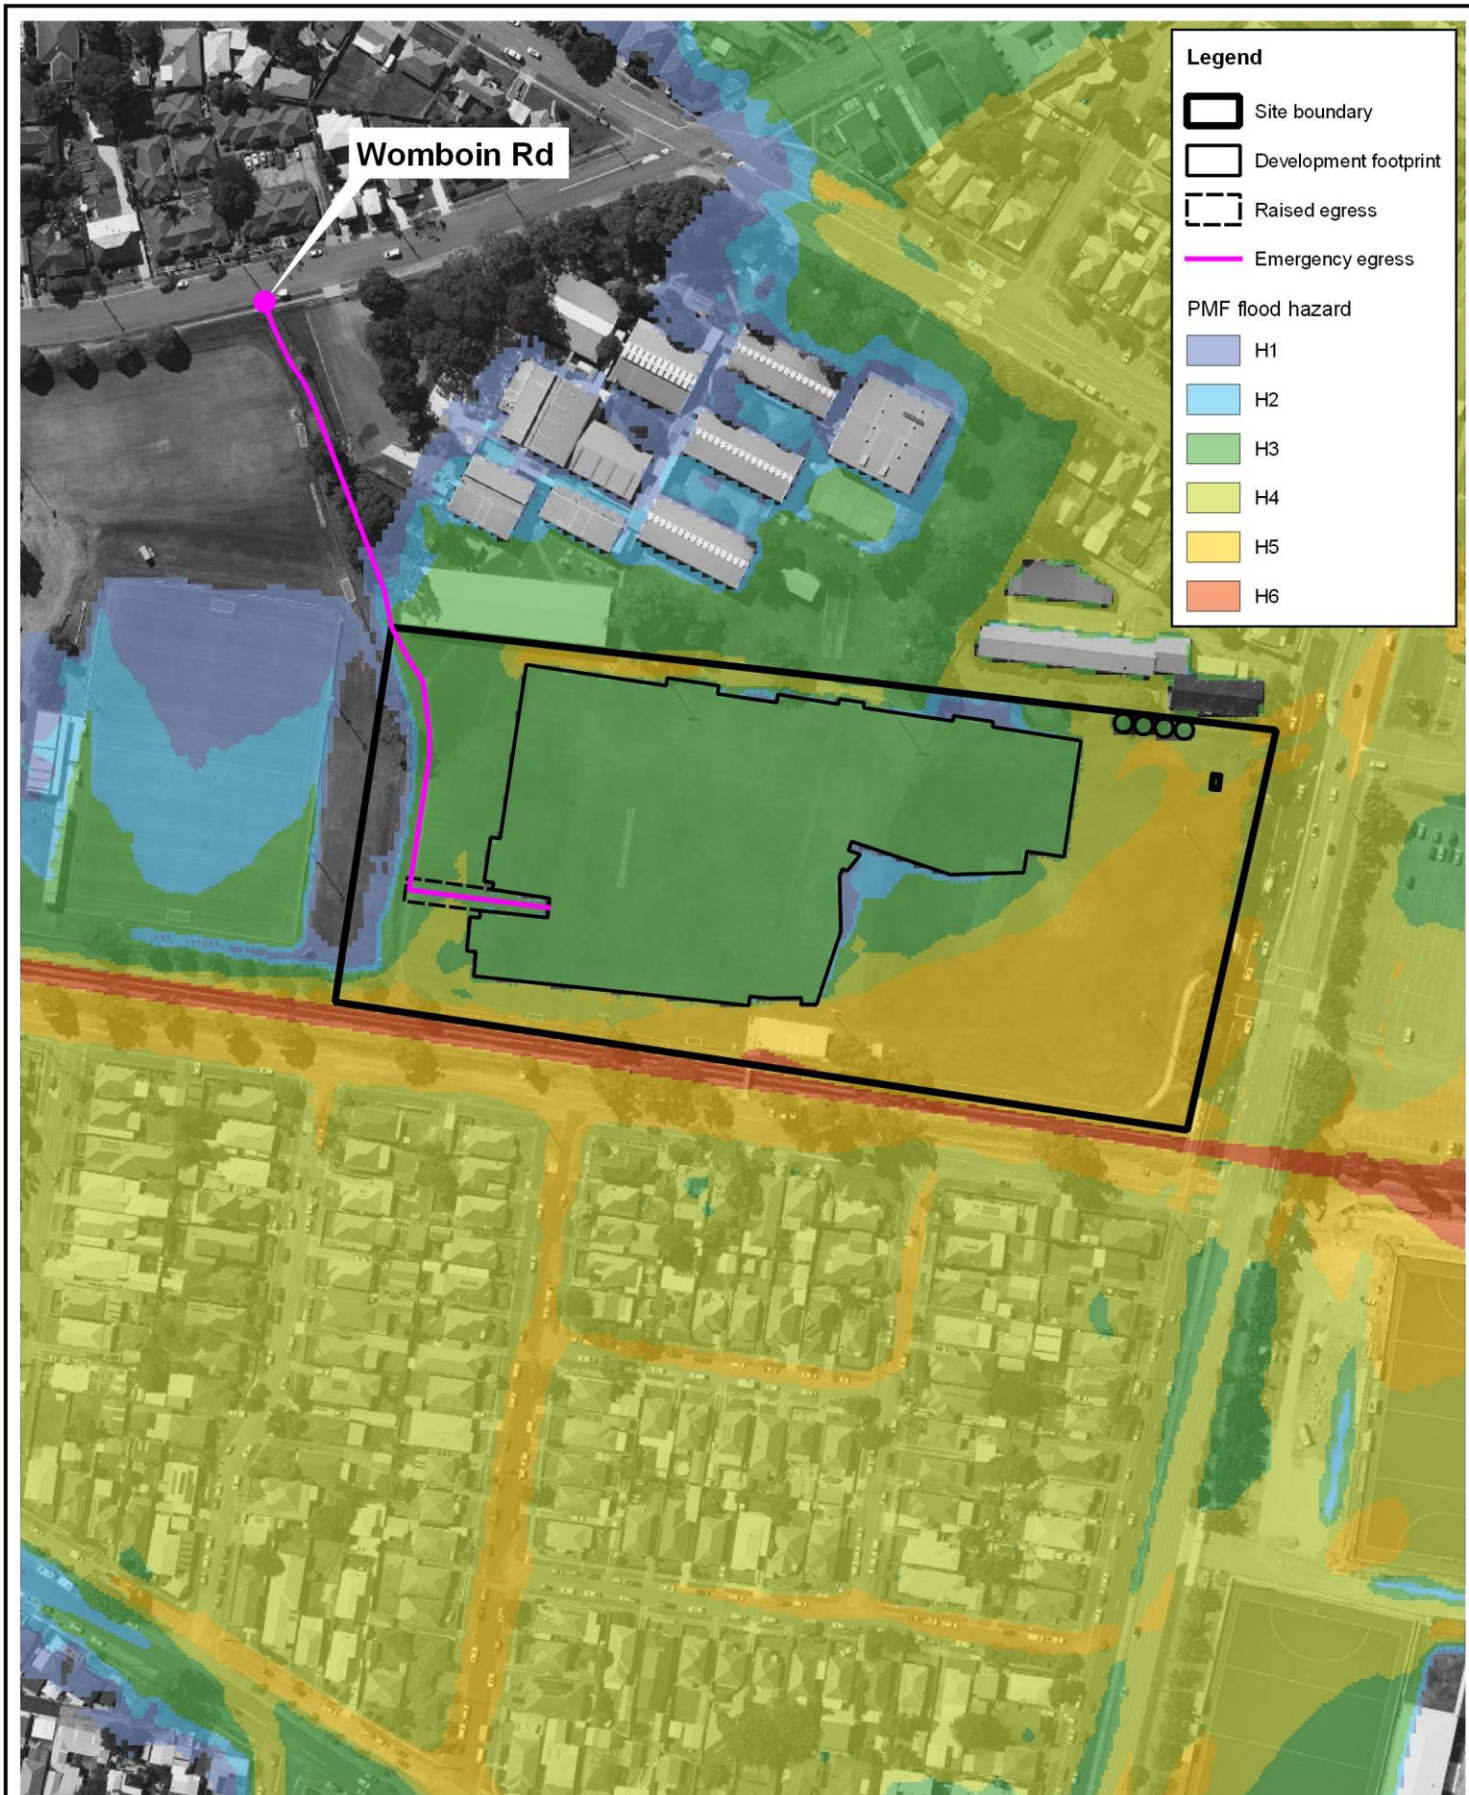 Womboin Rd
Legend
Site boundary
Development footprint
Raised egress
Emergency egress
PMF flood hazard
H1
H2
H3
H4
H5
H6